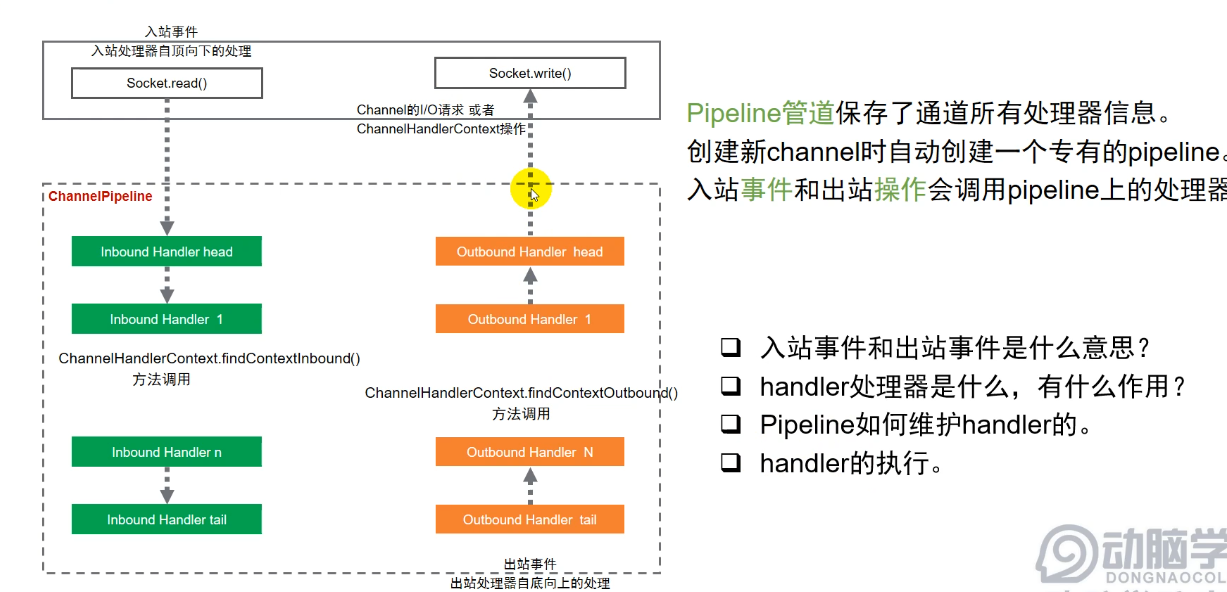 入站事件
入站处理器自顶向下的处理
Socket.read()
Socket.write()
Channel的I/O请求 或者
ChannelHandlerContext操作
ChannelPipeline
Inbound Handler head
Outbound Handler head
Inbound Handler 1
Outbound Handler 1
ChannelHandlerContext.findContextInbound()
方法调用
ChannelHandlerContext.findContextOutbound()
方法调用
Inbound Handler n
Outbound Handler N
Inbound Handler tail
Outbound Handler tail
出站事件
出站处理器自底向上的处理
Pipeline管道保存了通道所有处理器信息。
创建新channel时自动创建一个专有的pipeline。
入站事件和出站操作会调用pipeline上的处理器
❑ 入站事件和出站事件是什么意思?
❑ handler处理器是什么，有什么作用?
❑ Pipeline如何维护handler的。
❑ handler的执行。
动脑学
DONGNAOCOL